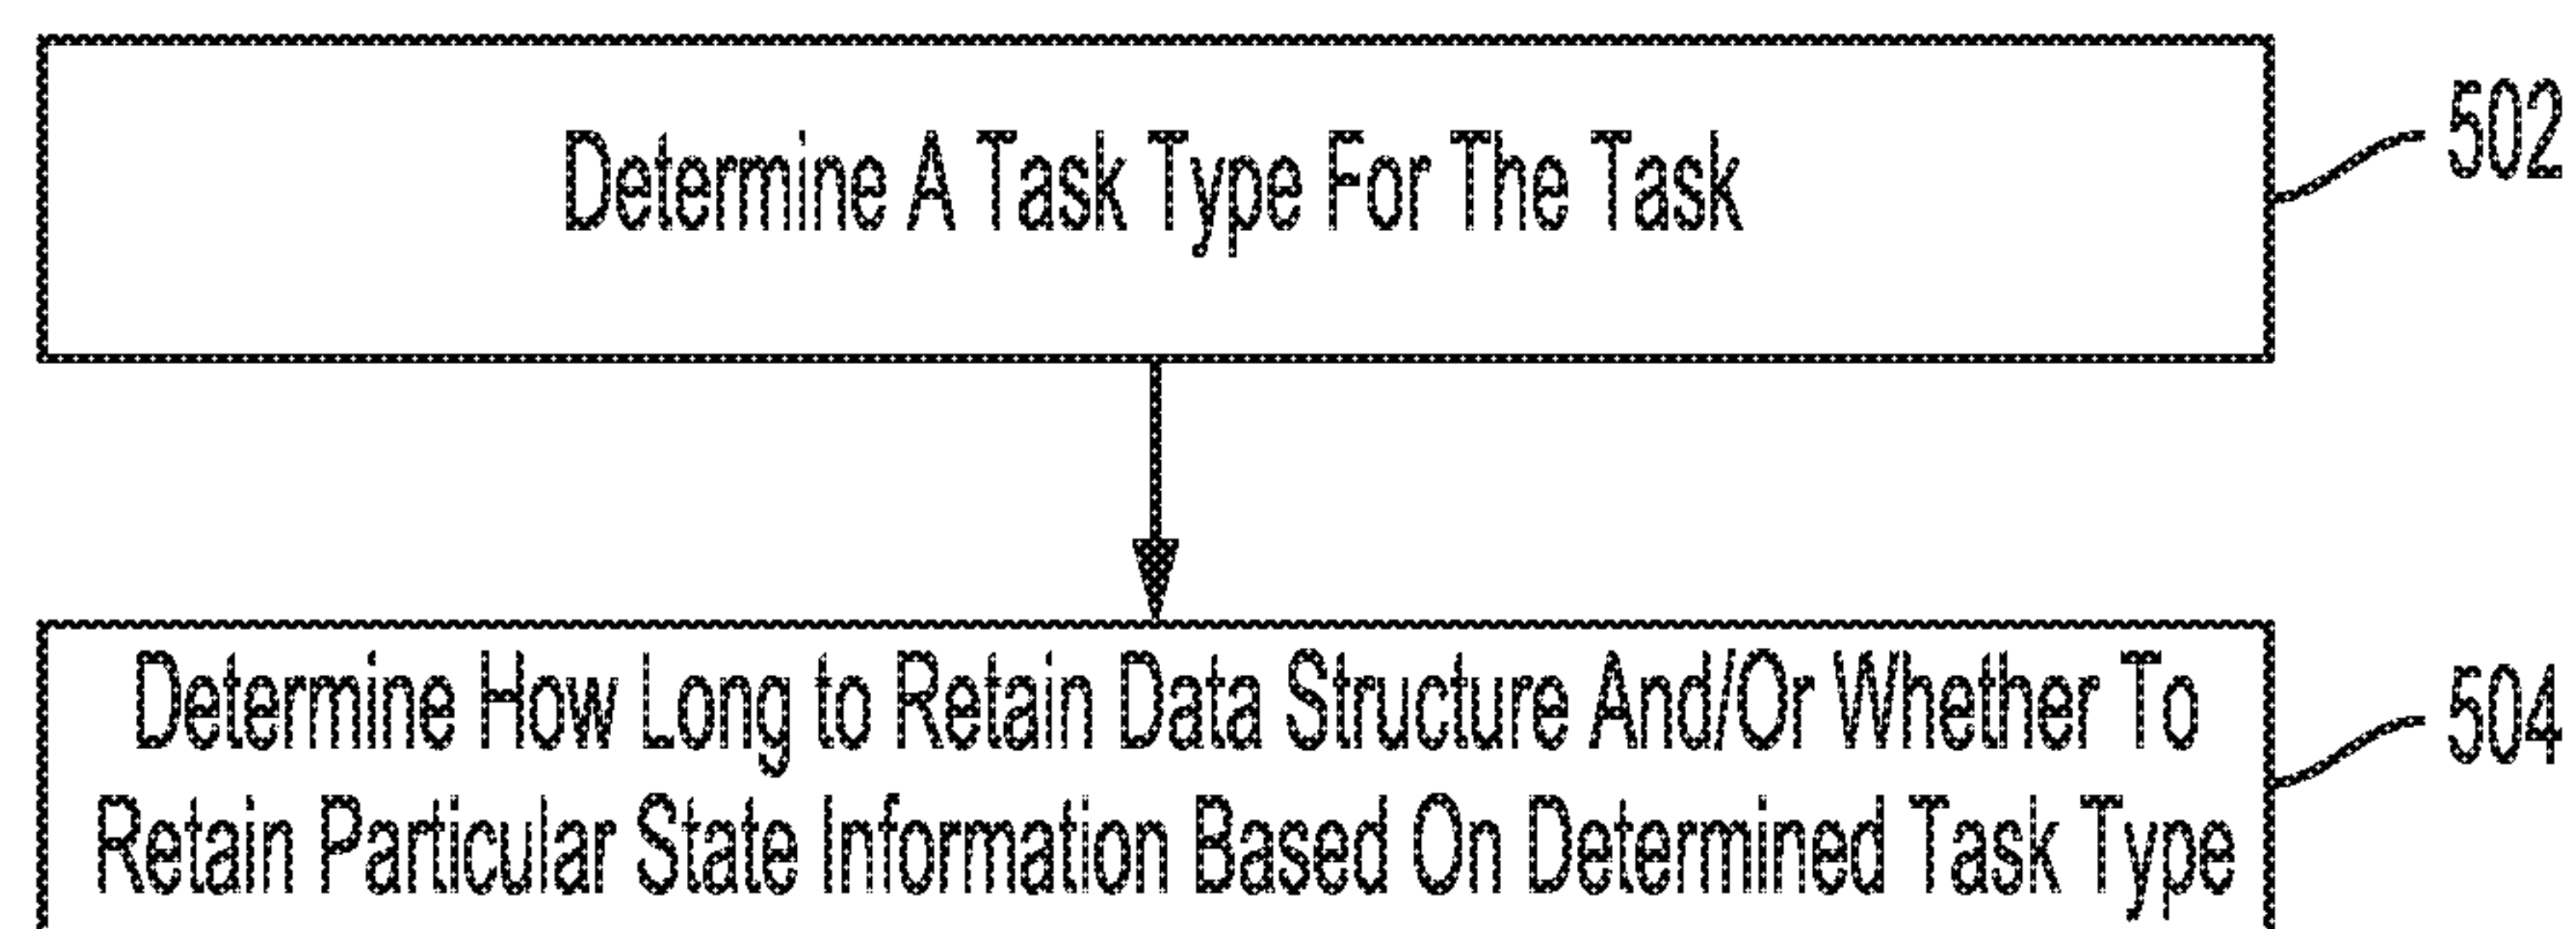 Determine A Task Type For The Task
502
Determine How Long to Retain Data Structure And/Or Whether To
Retain Particular State Information Based On Determined Task Type
504